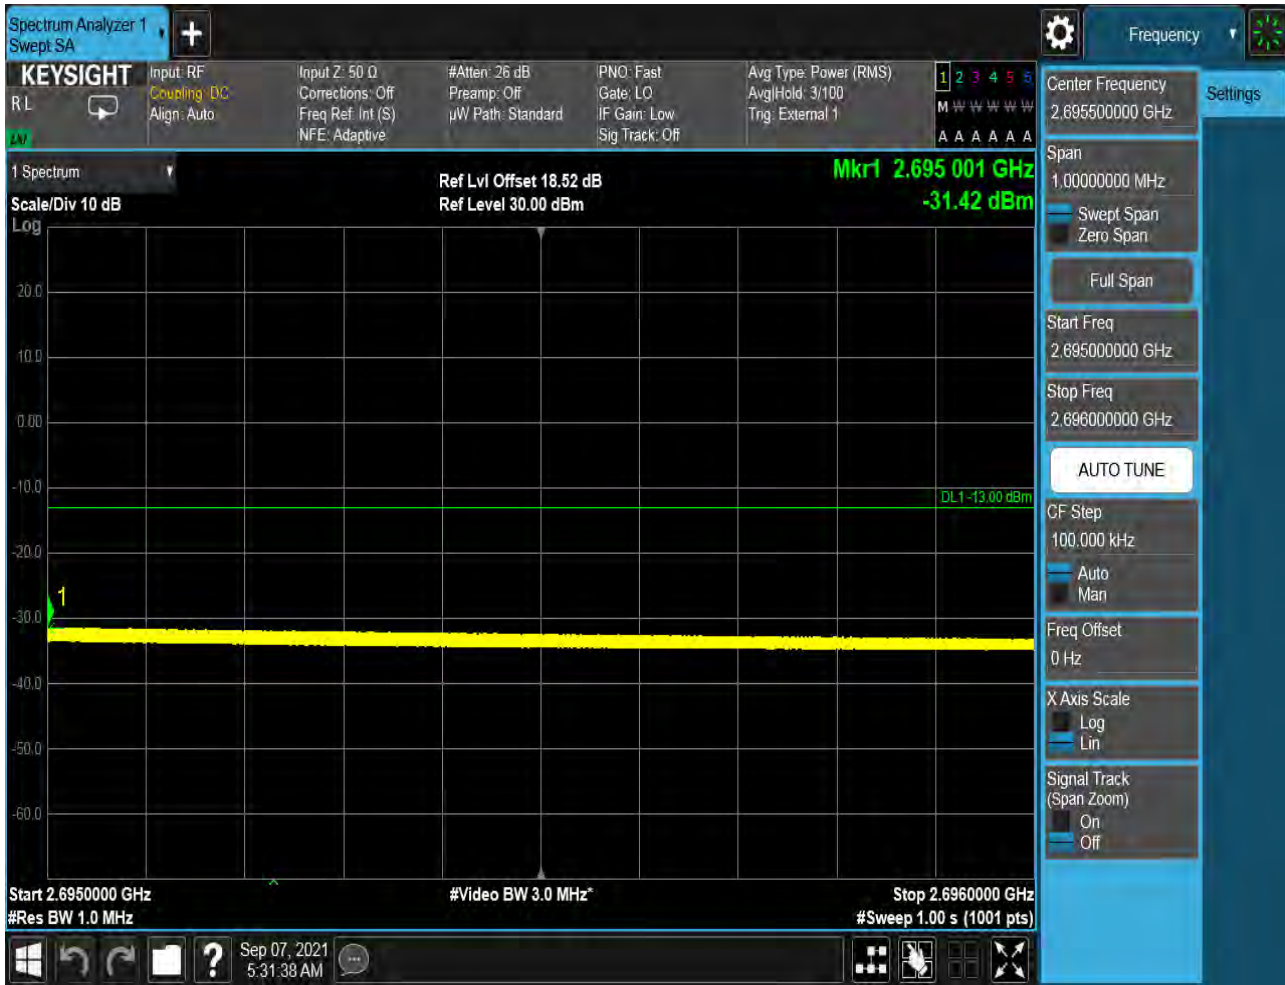 Spectrum Analyzer 1
Swept SA
+
Frequency
KEYSIGHT
R L
Input: RF
Coupling: DC
Align: Auto
Input Z: 50 Ω
Corrections: Off
Freq Ref: Int (S)
NFE: Adaptive
#Atten: 26 dB
Preamp: Off
µW Path: Standard
PNO: Fast
Gate: LO
IF Gain: Low
Sig Track: Off
Avg Type: Power (RMS)
Avg|Hold: 3/100
Trig: External 1
1 2 3 4 5 6
M W W W W W
A A A A A A
1 Spectrum
Scale/Div 10 dB
Log
Ref Lvl Offset 18.52 dB
Ref Level 30.00 dBm
Mkr1 2.695 001 GHz
-31.42 dBm
20.0
10.0
0.00
-10.0
DL1 -13.00 dBm
-20.0
1
-30.0
-40.0
-50.0
-60.0
Start 2.6950000 GHz
#Res BW 1.0 MHz
#Video BW 3.0 MHz*
Stop 2.6960000 GHz
#Sweep 1.00 s (1001 pts)
Center Frequency
2.695500000 GHz
Settings
Span
1.00000000 MHz
Swept Span
Zero Span
Full Span
Start Freq
2.695000000 GHz
Stop Freq
2.696000000 GHz
AUTO TUNE
CF Step
100.000 kHz
Auto
Man
Freq Offset
0 Hz
X Axis Scale
Log
Lin
Signal Track
(Span Zoom)
On
Off
?
Sep 07, 2021
5:31:38 AM